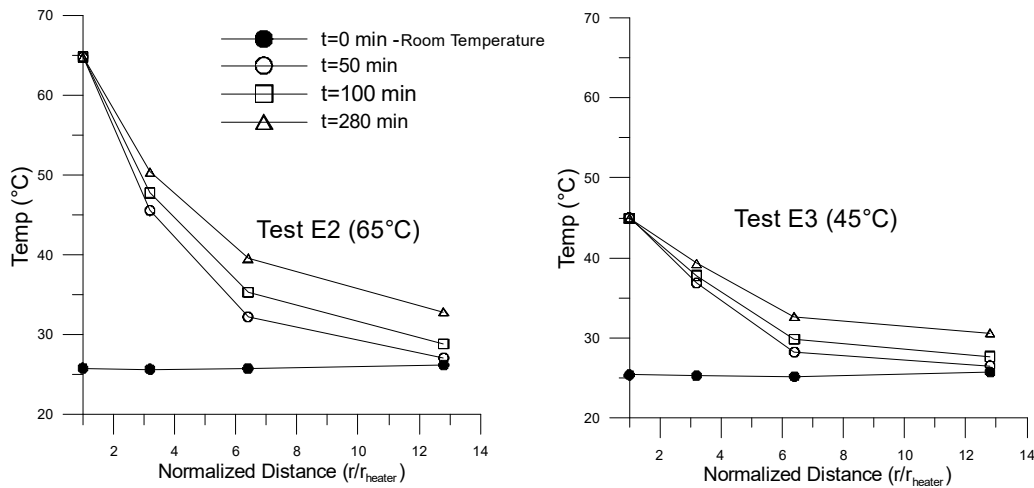 70
60
50
40
30
20
Temp (°C)
t=0 min -Room Temperature
t=50 min
t=100 min
t=280 min
Test E2 (65°C)
2 4 6 8 10 12 14
Normalized Distance (r/rheater)
70
60
50
40
30
20
Temp (°C)
Test E3 (45°C)
2 4 6 8 10 12 14
Normalized Distance (r/rheater)